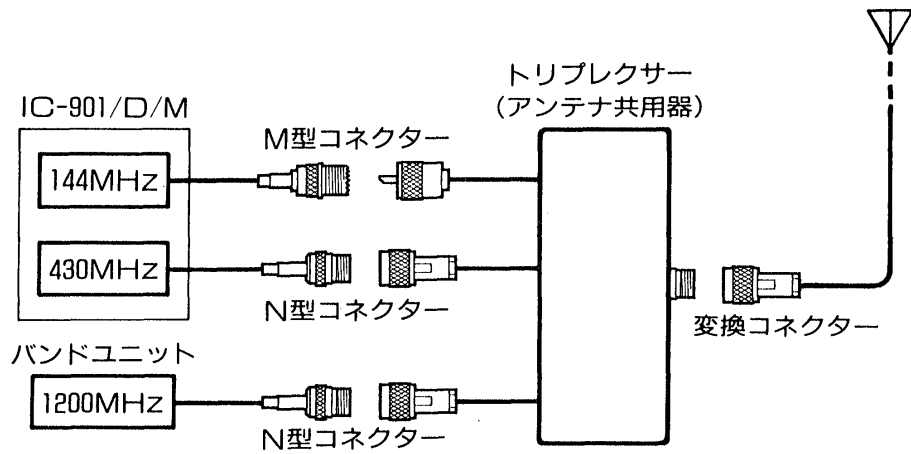 トリプレクサー
(アンテナ共用器)
IC-901/D/M
M型コネクター
144MHz
430MHz
N型コネクター
変換コネクター
バンドユニット
1200MHz
N型コネクター